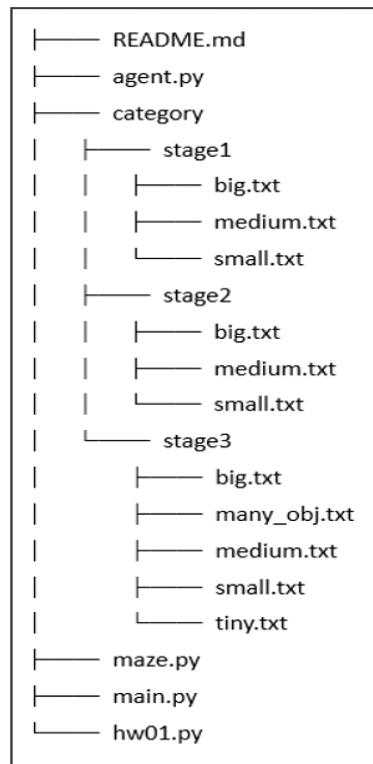 ├── README.md
├── agent.py
├── category
│   ├── stage1
│   │   ├── big.txt
│   │   ├── medium.txt
│   │   └── small.txt
│   ├── stage2
│   │   ├── big.txt
│   │   ├── medium.txt
│   │   └── small.txt
│   └── stage3
│       ├── big.txt
│       ├── many_obj.txt
│       ├── medium.txt
│       ├── small.txt
│       └── tiny.txt
├── maze.py
├── main.py
└── hw01.py